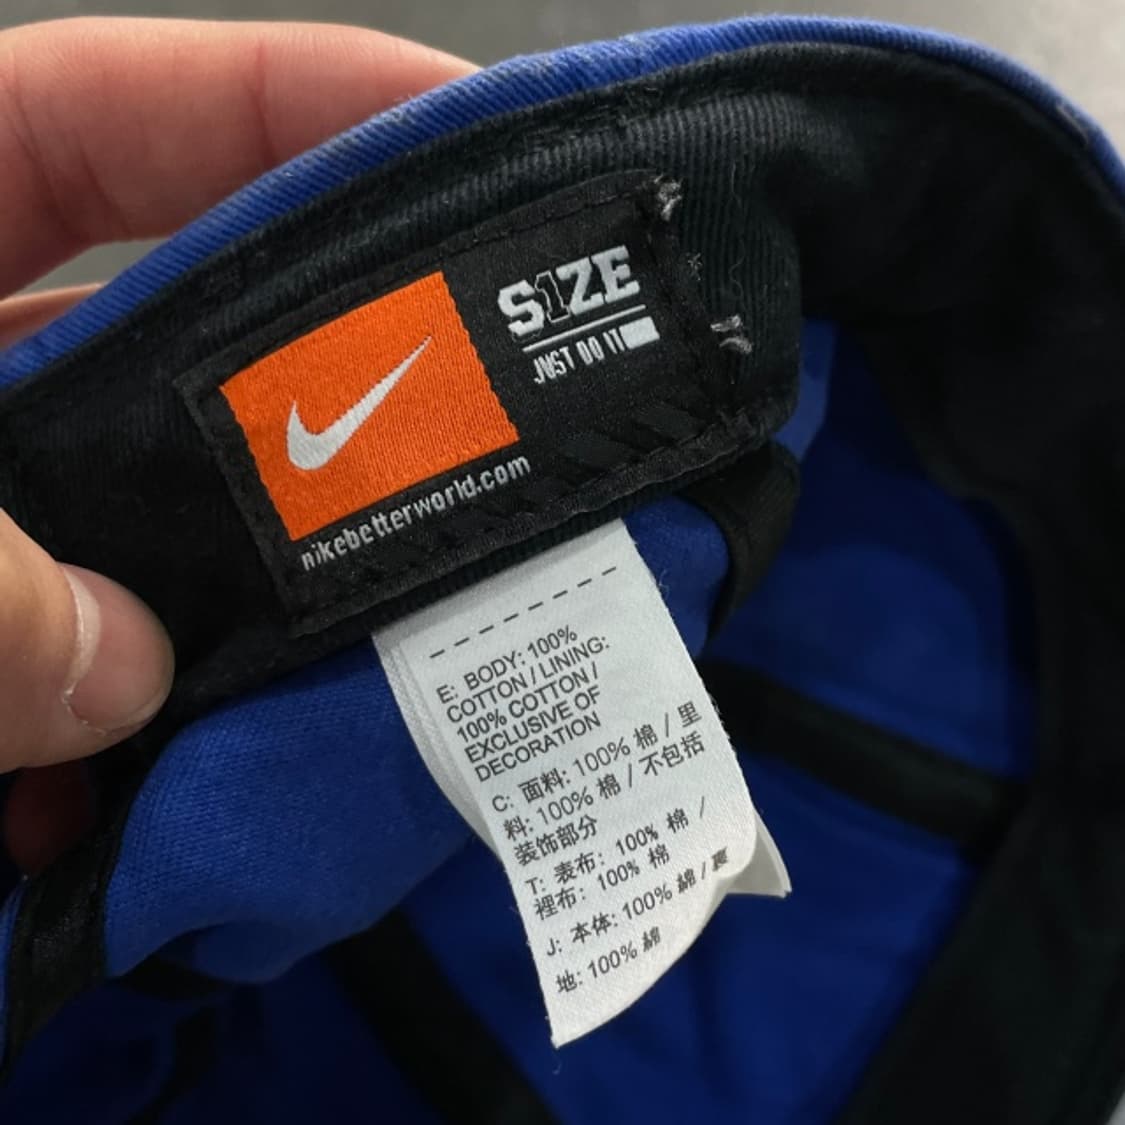 S1ZE
JUST DO IT
nikebetterworld.com
E: BODY: 100%
COTTON / LINING:
100% COTTON /
EXCLUSIVE OF
DECORATION
C: 面料: 100% 棉 / 里
料: 100% 棉 / 不包括
装饰部分
T: 表布: 100% 棉 /
裡布: 100% 棉
J: 本体: 100% 綿 / 裏
地: 100% 綿